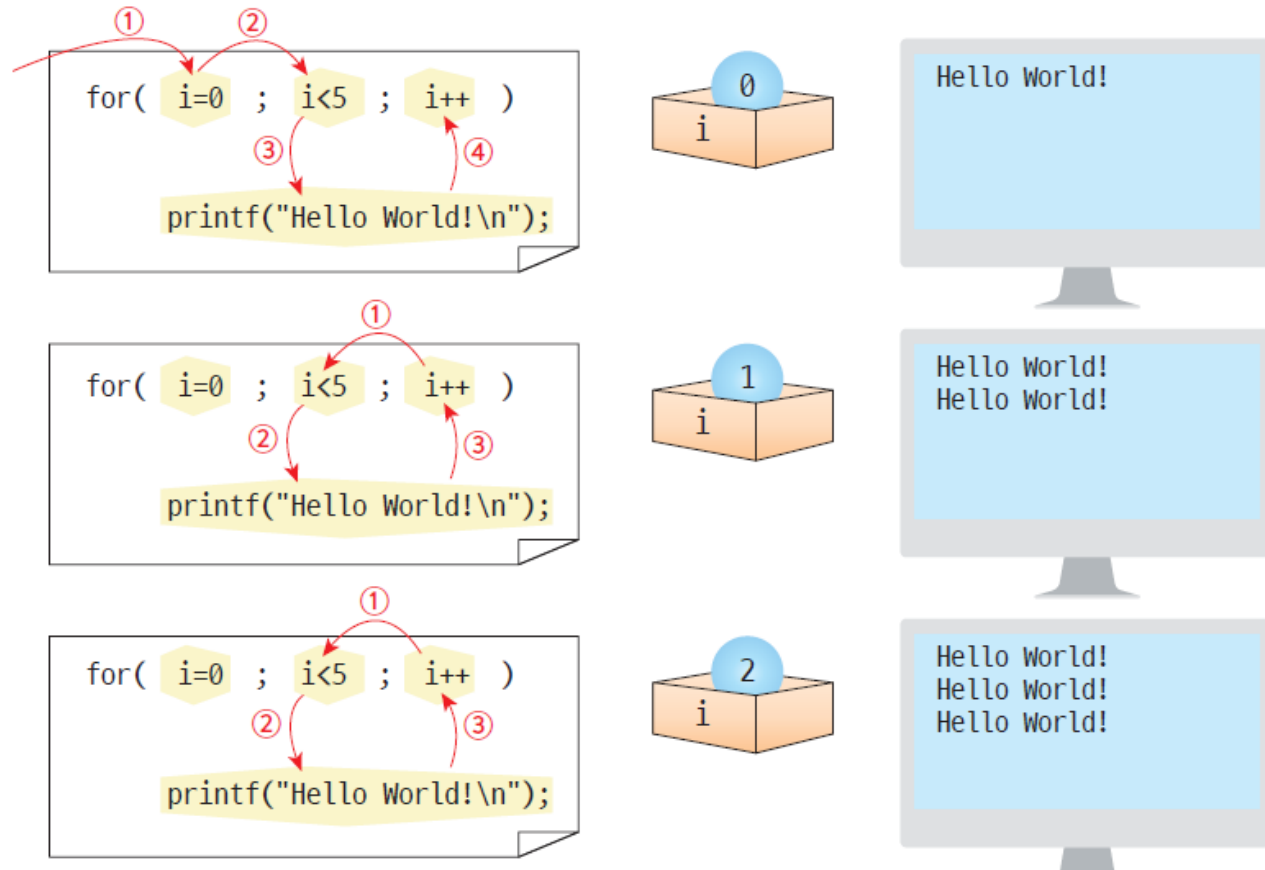 ① ②
for( i=0 ; i<5 ; i++ )
③ ④
printf("Hello World!\n");
0
i
Hello World!
①
for( i=0 ; i<5 ; i++ )
② ③
printf("Hello World!\n");
1
i
Hello World!
Hello World!
①
for( i=0 ; i<5 ; i++ )
② ③
printf("Hello World!\n");
2
i
Hello World!
Hello World!
Hello World!